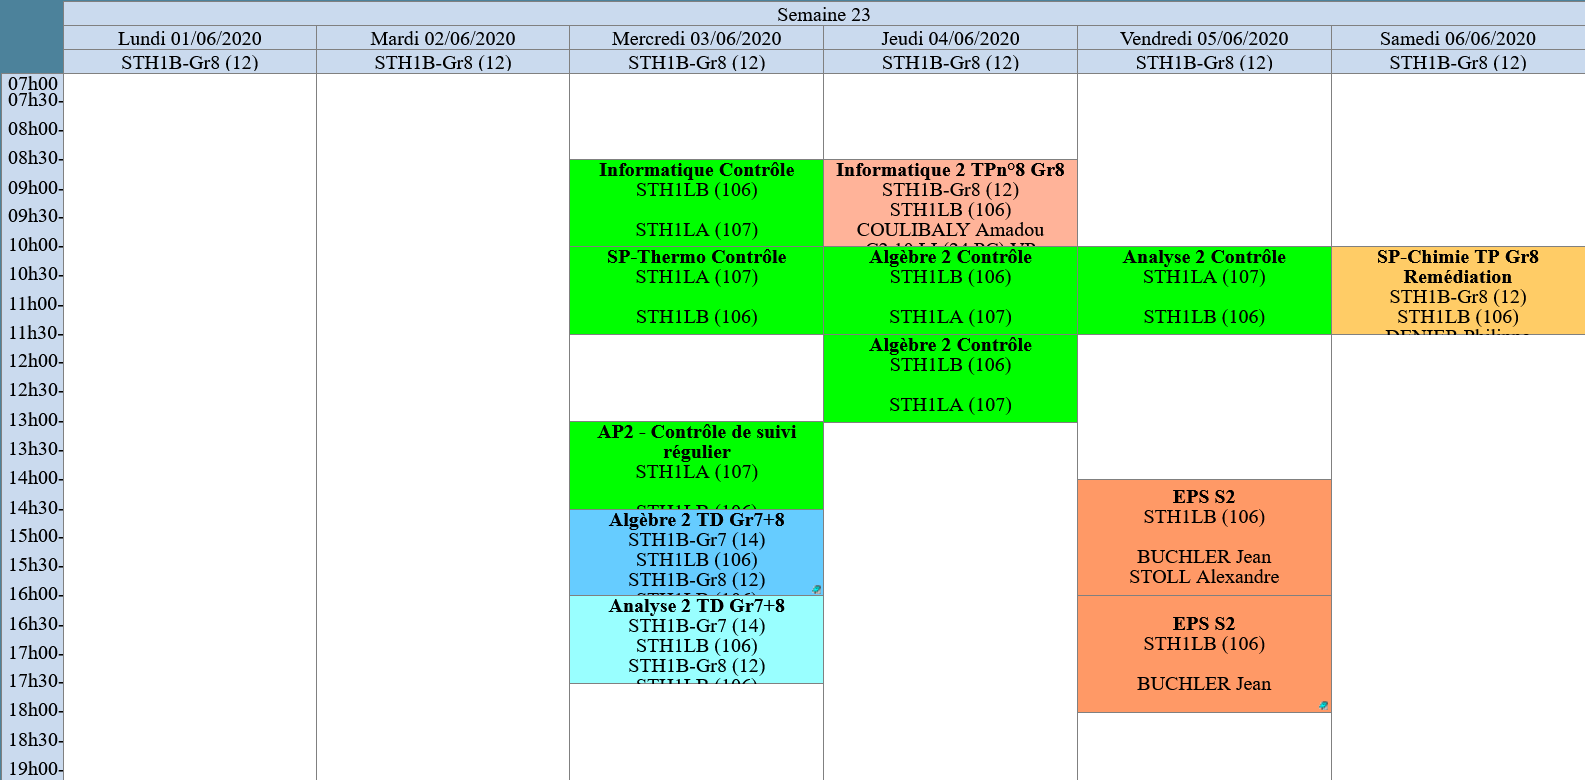 Semaine 23
Lundi 01/06/2020
Mardi 02/06/2020
Mercredi 03/06/2020
Jeudi 04/06/2020
Vendredi 05/06/2020
Samedi 06/06/2020
STH1B-Gr8 (12)
STH1B-Gr8 (12)
STH1B-Gr8 (12)
STH1B-Gr8 (12)
STH1B-Gr8 (12)
STH1B-Gr8 (12)
07h00
07h30
08h00
08h30
09h00
09h30
10h00
10h30
11h00
11h30
12h00
12h30
13h00
13h30
14h00
14h30
15h00
15h30
16h00
16h30
17h00
17h30
18h00
18h30
19h00
Informatique Contrôle
STH1LB (106)
STH1LA (107)
SP-Thermo Contrôle
STH1LA (107)
STH1LB (106)
AP2 - Contrôle de suivi
régulier
STH1LA (107)
STH1LB (106)
Algèbre 2 TD Gr7+8
STH1B-Gr7 (14)
STH1LB (106)
STH1B-Gr8 (12)
STH1LB (106)
Analyse 2 TD Gr7+8
STH1B-Gr7 (14)
STH1LB (106)
STH1B-Gr8 (12)
STH1LB (106)
Informatique 2 TPn°8 Gr8
STH1B-Gr8 (12)
STH1LB (106)
COULIBALY Amadou
Algèbre 2 Contrôle
STH1LB (106)
STH1LA (107)
Algèbre 2 Contrôle
STH1LB (106)
STH1LA (107)
Analyse 2 Contrôle
STH1LA (107)
STH1LB (106)
EPS S2
STH1LB (106)
BUCHLER Jean
STOLL Alexandre
EPS S2
STH1LB (106)
BUCHLER Jean
SP-Chimie TP Gr8
Remédiation
STH1B-Gr8 (12)
STH1LB (106)
DENIER Philippe